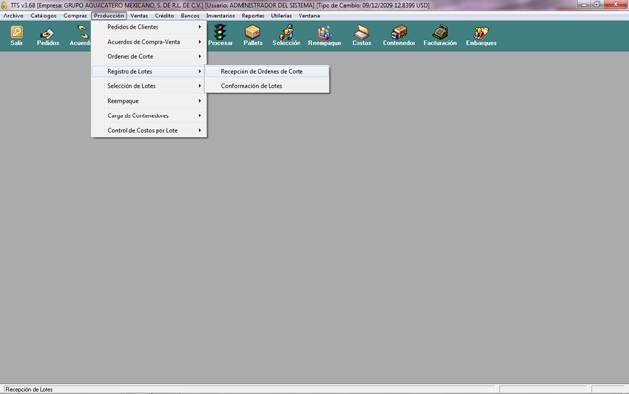 TTS v3.68 [Empresa: GRUPO AGUACATERO MEXICANO, S. DE R.L. DE C.V.] [Usuario: ADMINISTRADOR DEL SISTEMA] [Tipo de Cambio: 09/12/2009 12.8399 USD]
Archivo Catálogos Compras Producción Ventas Crédito Bancos Inventarios Reportes Utilerias Ventana
Salir Pedidos Acuerdo Procesar Pallets Selección Reempaque Costos Contenedor Facturación Embarques
Pedidos de Clientes
Acuerdos de Compra-Venta
Ordenes de Corte
Registro de Lotes
Recepción de Ordenes de Corte
Selección de Lotes
Conformación de Lotes
Reempaque
Carga de Contenedores
Control de Costos por Lote
Recepción de Lotes